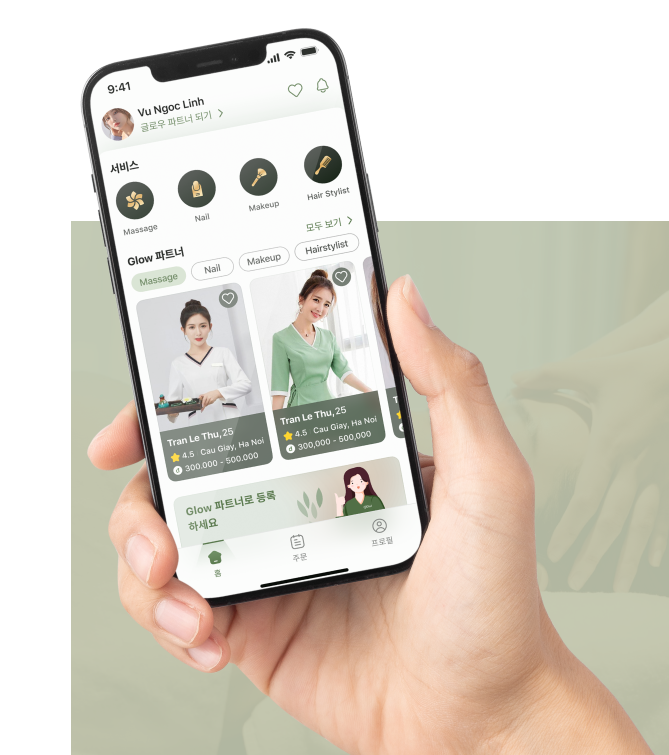 9:41
Vu Ngoc Linh
글로우 파트너 되기
서비스
Massage
Nail
Makeup
Hair Stylist
Glow 파트너
모두 보기
Massage
Nail
Makeup
Hairstylist
Tran Le Thu, 25
4.5 Cau Giay, Ha Noi
đ 300.000 - 500.000
Tran Le Thu, 25
4.5 Cau Giay, Ha Noi
đ 300,000 - 500,000
Glow 파트너로 등록
하세요
홈
주문
프로필